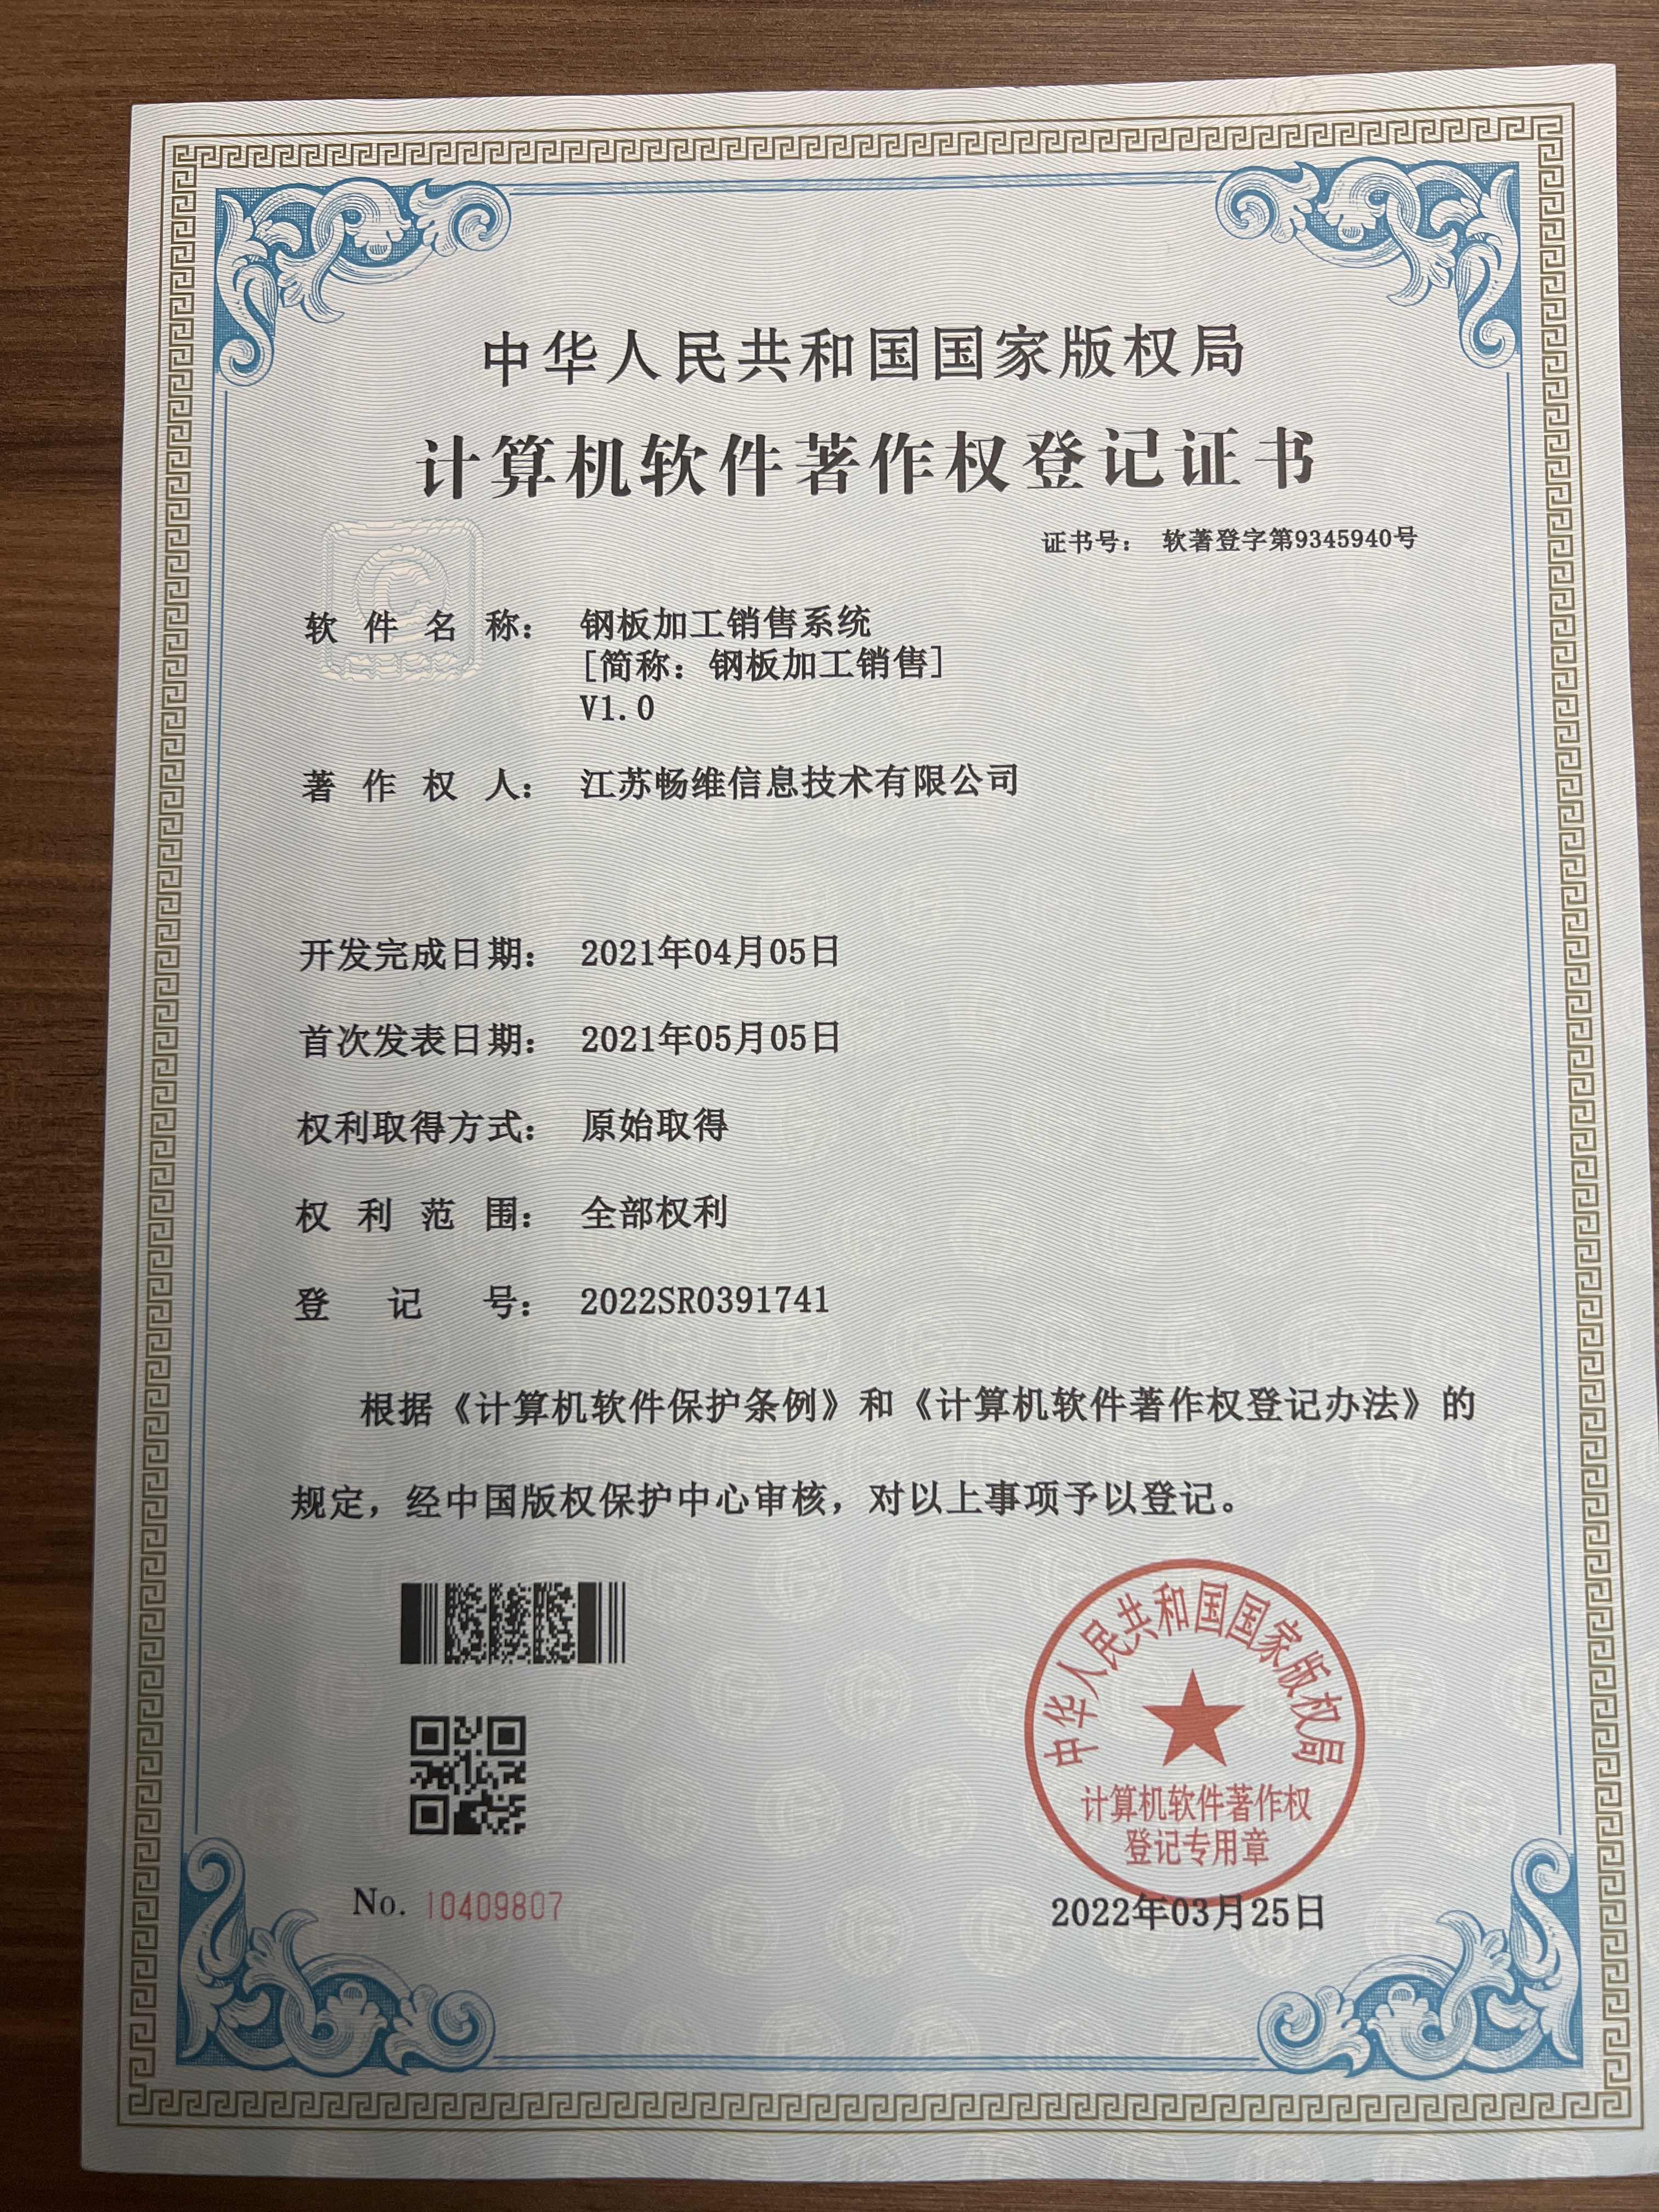 中华人民共和国国家版权局
计算机软件著作权登记证书
证书号： 软著登字第9345940号
软件名称： 钢板加工销售系统
[简称：钢板加工销售]
V1.0
著作权人： 江苏畅维信息技术有限公司
开发完成日期： 2021年04月05日
首次发表日期： 2021年05月05日
权利取得方式： 原始取得
权利范围： 全部权利
登记号： 2022SR0391741
根据《计算机软件保护条例》和《计算机软件著作权登记办法》的
规定，经中国版权保护中心审核，对以上事项予以登记。
中华人民共和国国家版权局
计算机软件著作权
登记专用章
No. 10409807
2022年03月25日